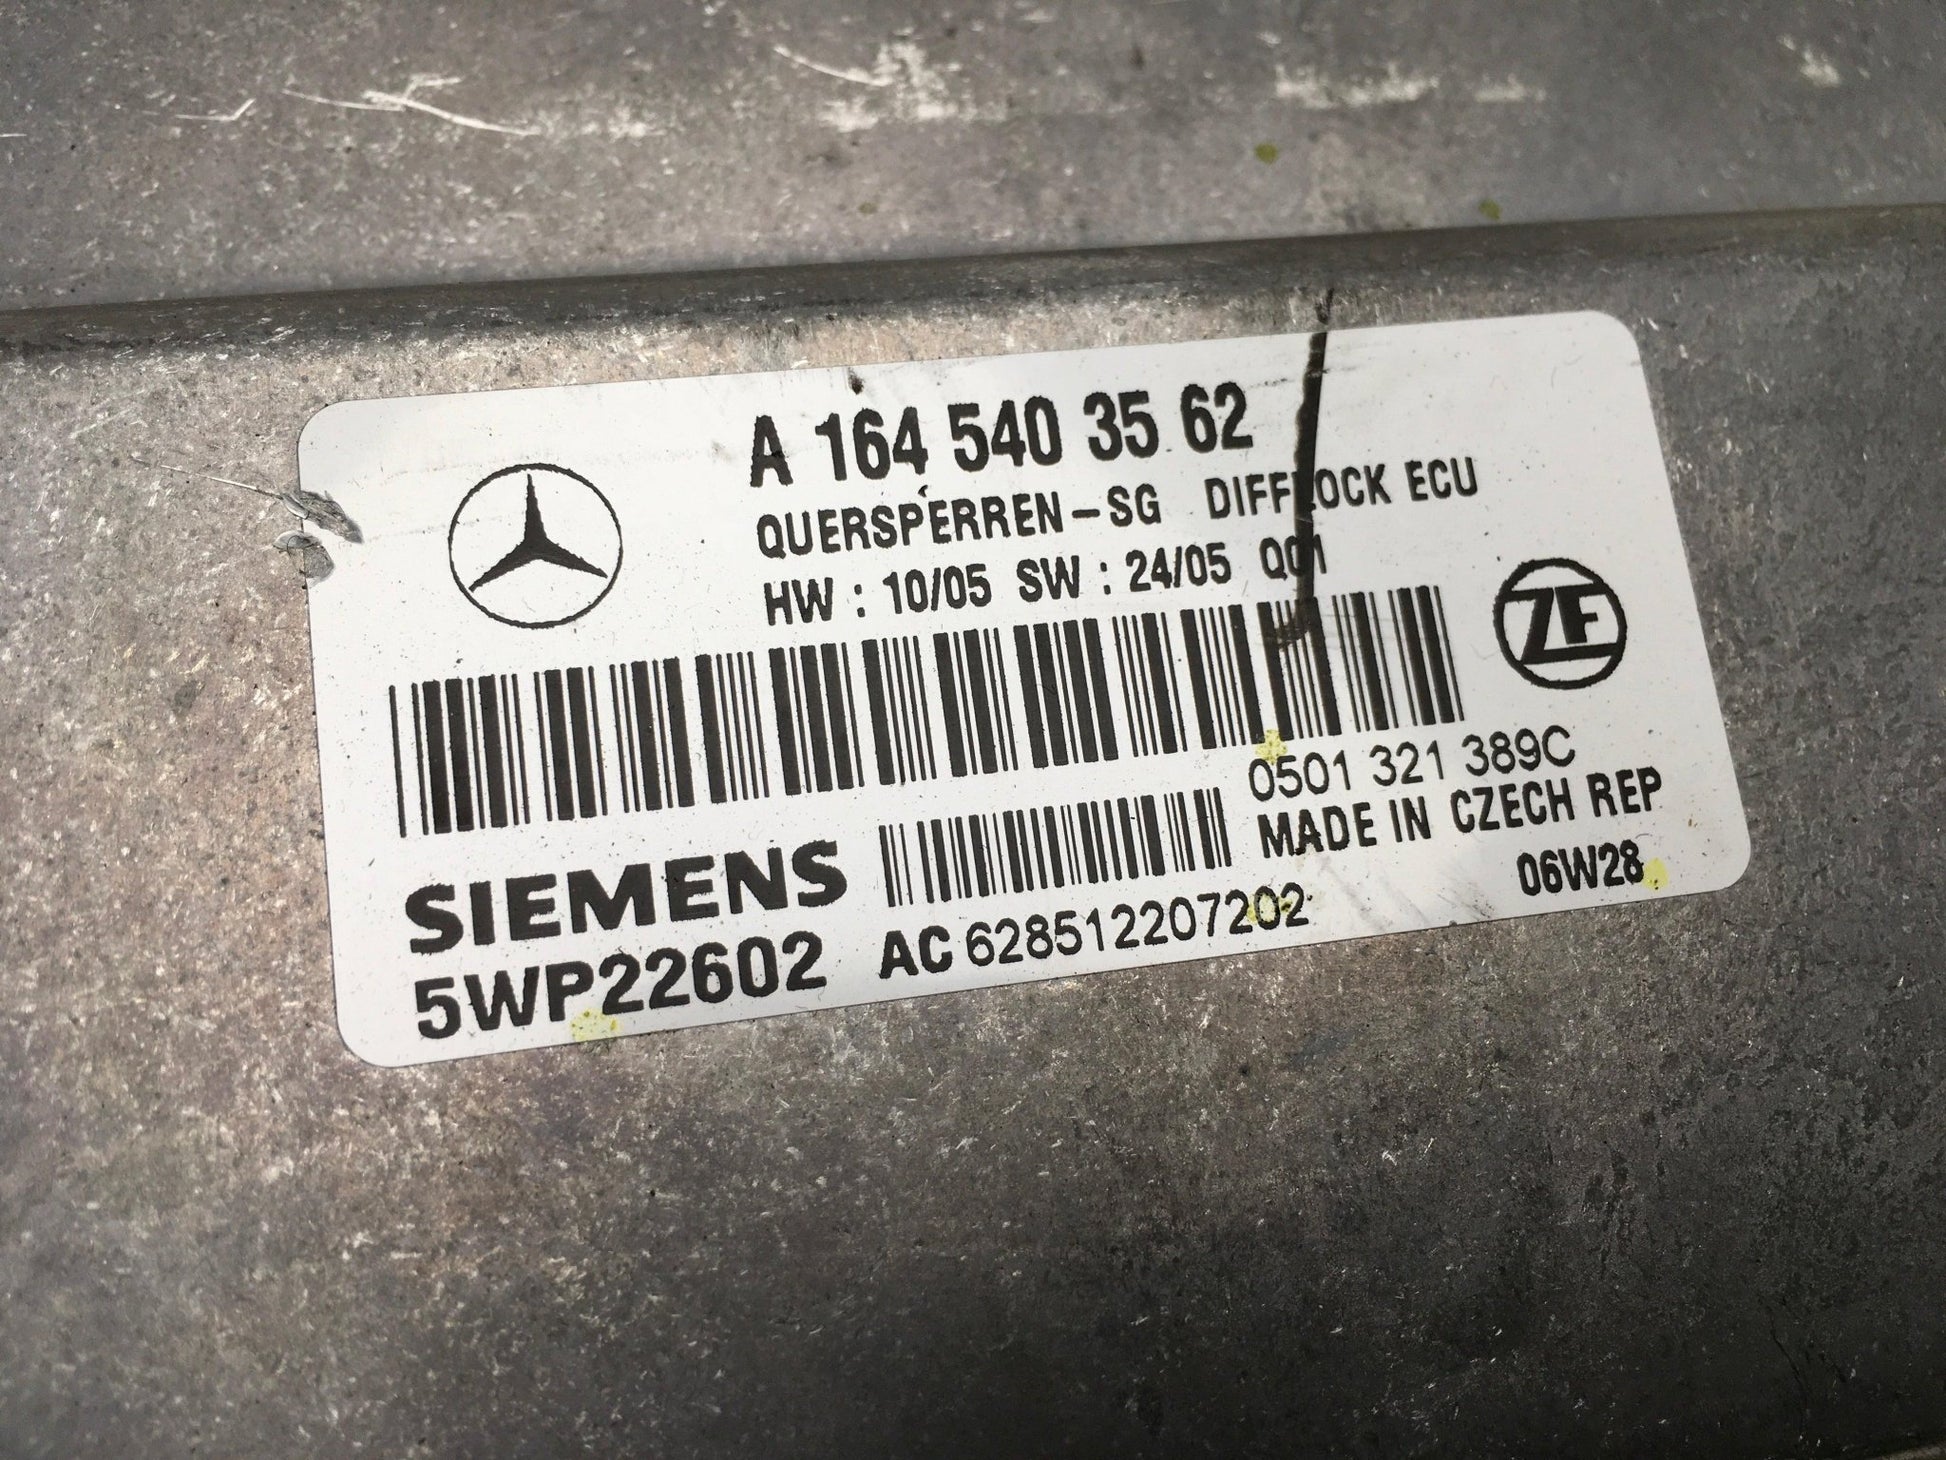 A 164 540 35 62
QUERSPERREN-SG DIFFLOCK ECU
HW : 10/05 SW : 24/05 Q01
ZF
0501 321 389C
MADE IN CZECH REP
06W28
SIEMENS
5WP22602
AC 628512207202